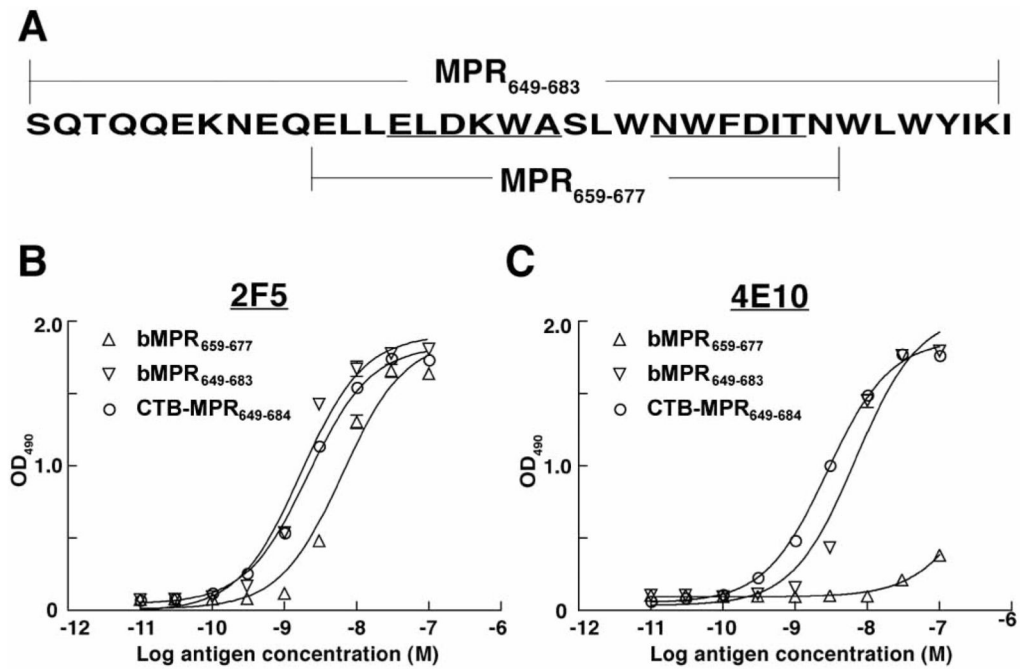 A
MPR649-683
SQTQQEKNEQELLELDKWASLWNWFDITNWLWYIKI
MPR659-677
B
2F5
bMPR659-677
bMPR649-683
CTB-MPR649-684
OD490
2.0
1.0
0
-12 -11 -10 -9 -8 -7 -6
Log antigen concentration (M)
C
4E10
bMPR659-677
bMPR649-683
CTB-MPR649-684
OD490
2.0
1.0
0
-12 -11 -10 -9 -8 -7 -6
Log antigen concentration (M)